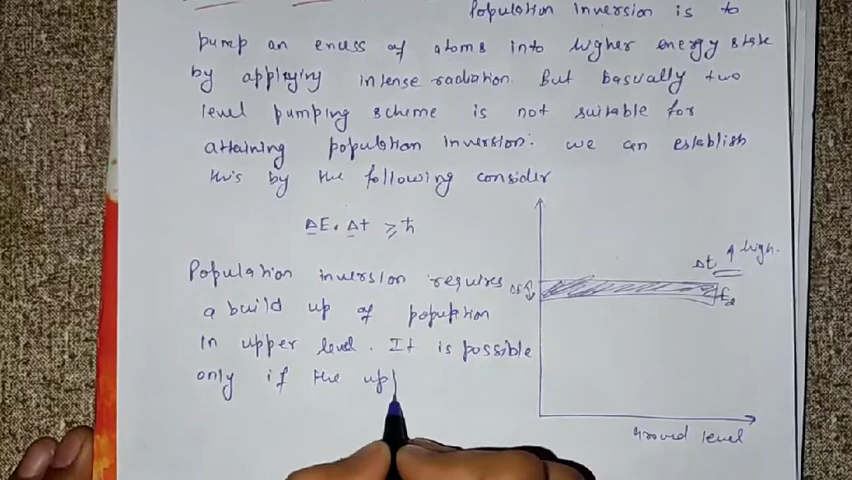 Population inversion is to
pump an excess of atoms into higher energy state
by applying intense radiation. But basually two
level pumping scheme is not suitable for
attaining population inversion. we can establish
this by the following consider
ΔE. Δt ≥ ħ
Δt high.
Population inversion requires
a build up of population
in upper level. It is possible
only if the up
Ground level